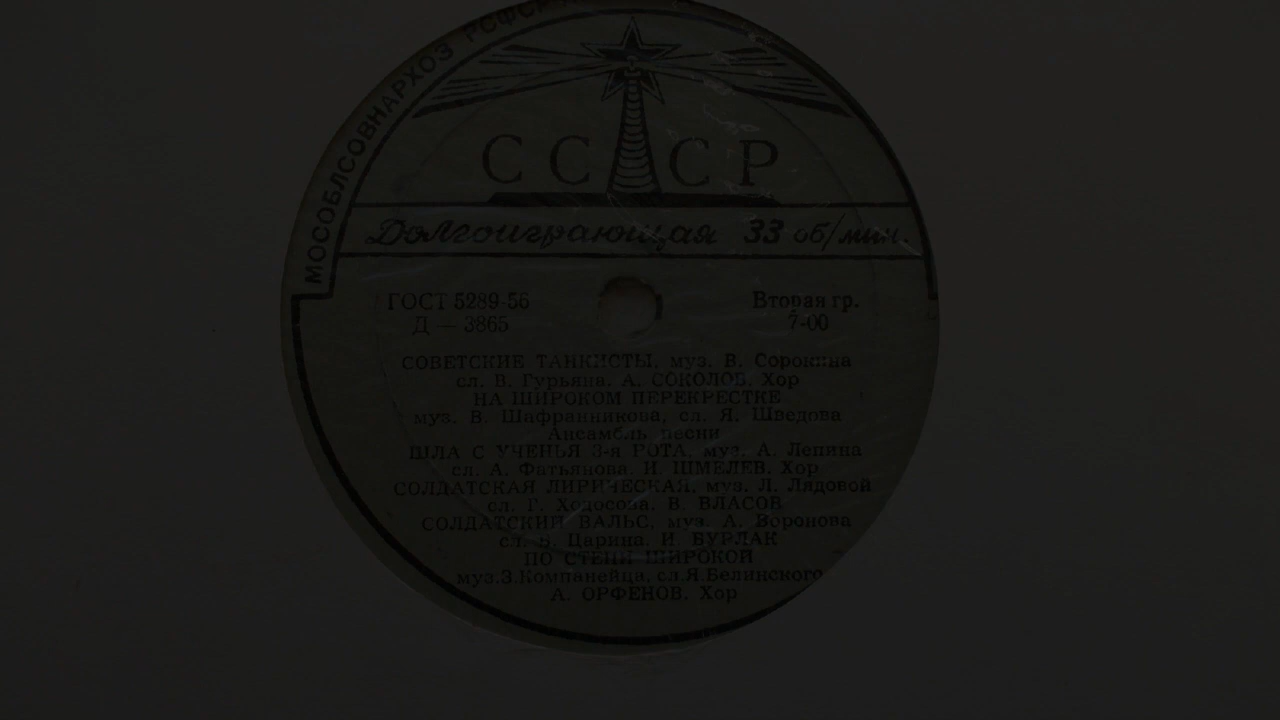 МОСОБЛСОВНАРХОЗ РСФСР
СССР
Долгоиграющая 33 об/мин.
ГОСТ 5289-56
Д — 3865
Вторая гр.
7-00
СОВЕТСКИЕ ТАНКИСТЫ, муз. В. Сорокина
сл. В. Гурьяна. А. СОКОЛОВ. Хор
НА ШИРОКОМ ПЕРЕКРЕСТКЕ
муз. В. Шафранникова, сл. Я. Шведова
Ансамбль песни
ШЛА С УЧЕНЬЯ 3-я РОТА, муз. А. Лепина
сл. А. Фатьянова. И. ШМЕЛЕВ. Хор
СОЛДАТСКАЯ ЛИРИЧЕСКАЯ, муз. Л. Лядовой
сл. Г. Ходосова. В. ВЛАСОВ
СОЛДАТСКИЙ ВАЛЬС, муз. А. Воронова
сл. В. Царина, И БУРЛАК
ПО СТЕПИ ШИРОКОЙ
муз.З.Компанейца, сл.Я.Белинского
А. ОРФЕНОВ. Хор